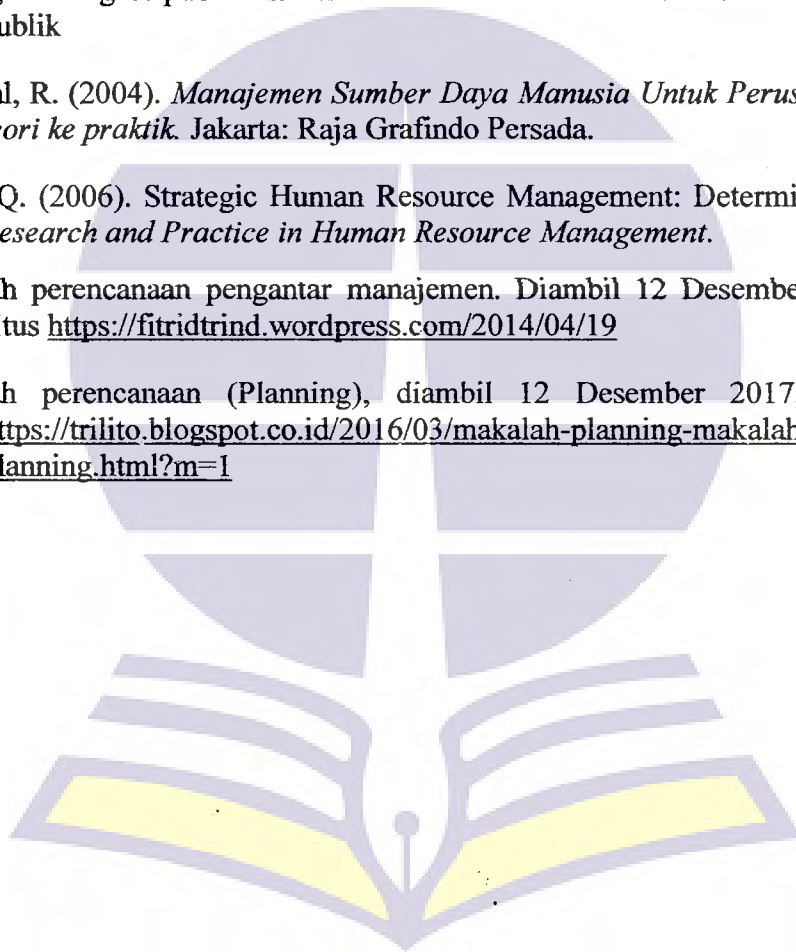 ublik
l, R. (2004). Manajemen Sumber Daya Manusia Untuk Perus
ori ke praktik. Jakarta: Raja Grafindo Persada.
Q. (2006). Strategic Human Resource Management: Determi
esearch and Practice in Human Resource Management.
h perencanaan pengantar manajemen. Diambil 12 Desembe
itus https://fitridtrind.wordpress.com/2014/04/19
h perencanaan (Planning), diambil 12 Desember 2017
ttps://trilito.blogspot.co.id/2016/03/makalah-planning-makalah
lanning.html?m=1